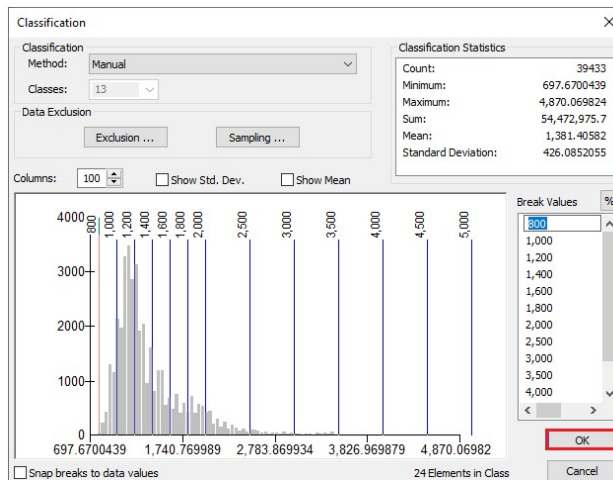 Classification
Classification
Method: Manual
Classes: 13
Data Exclusion
Exclusion ...
Sampling ...
Classification Statistics
Count: 39433
Minimum: 697.6700439
Maximum: 4,870.069824
Sum: 54,472,975.7
Mean: 1,381.40582
Standard Deviation: 426.0852055
Columns: 100
Show Std. Dev.
Show Mean
800 1,000 1,200 1,400 1,600 1,800 2,000 2,500 3,000 3,500 4,000 4,500 5,000
4000
3000
2000
1000
0
697.6700439 1,740.769989 2,783.869934 3,826.969879 4,870.06982
Break Values %
800
1,000
1,200
1,400
1,600
1,800
2,000
2,500
3,000
3,500
4,000
OK
Snap breaks to data values
24 Elements in Class
Cancel